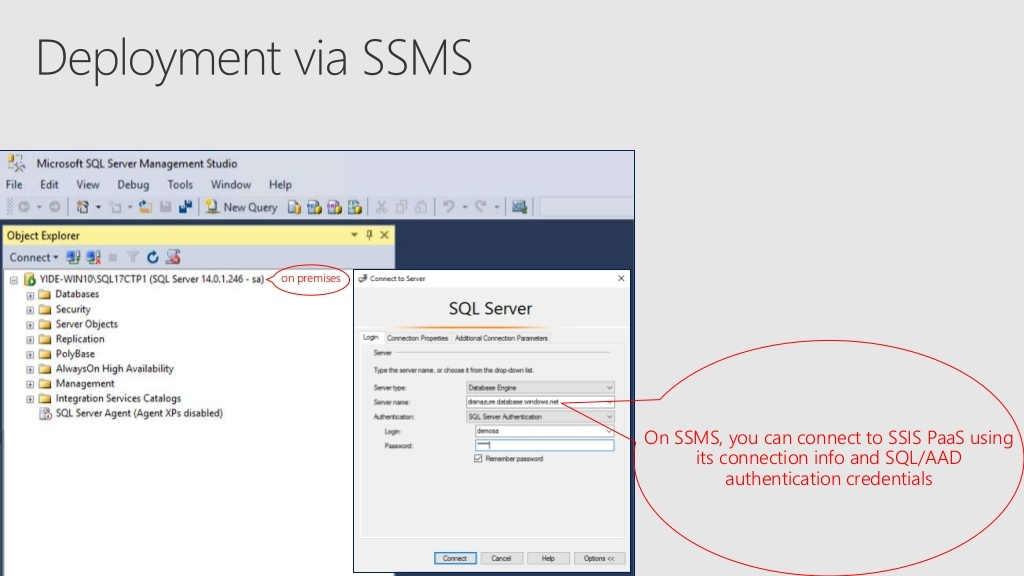 Deployment via SSMS
Microsoft SQL Server Management Studio
File Edit View Debug Tools Window Help
New Query
Object Explorer
Connect
YIDE-WIN10\SQL17CTP1 (SQL Server 14.0.1.246 - sa)
on premises
Databases
Security
Server Objects
Replication
PolyBase
AlwaysOn High Availability
Management
Integration Services Catalogs
SQL Server Agent (Agent XPs disabled)
Connect to Server
SQL Server
Login Connection Properties Additional Connection Parameters
Server
Type the server name, or choose it from the drop-down list.
Server type: Database Engine
Server name: .database.windows.net
Authentication: SQL Server Authentication
Login: demosa
Password: *****
Remember password
Connect Cancel Help Options <<
On SSMS, you can connect to SSIS PaaS using
its connection info and SQL/AAD
authentication credentials